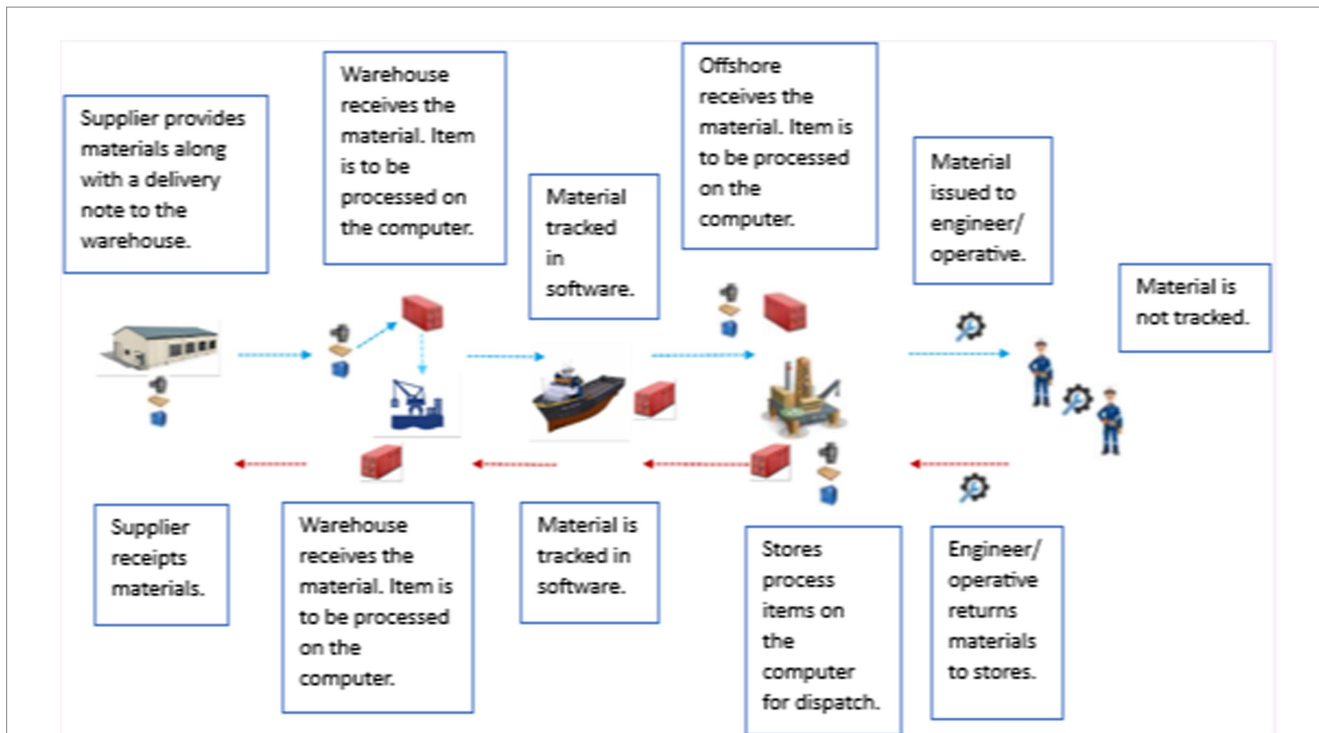 Supplier provides
materials along
with a delivery
note to the
warehouse.
Warehouse
receives the
material. Item
is to be
processed on
the computer.
Material
tracked
in
software.
Offshore
receives the
material. Item is
to be processed
on the
computer.
Material
issued to
engineer/
operative.
Material is
not tracked.
Supplier
receipts
materials.
Warehouse
receives the
material. Item is
to be processed
on the
computer.
Material is
tracked in
software.
Stores
process
items on
the
computer
for dispatch.
Engineer/
operative
returns
materials
to stores.